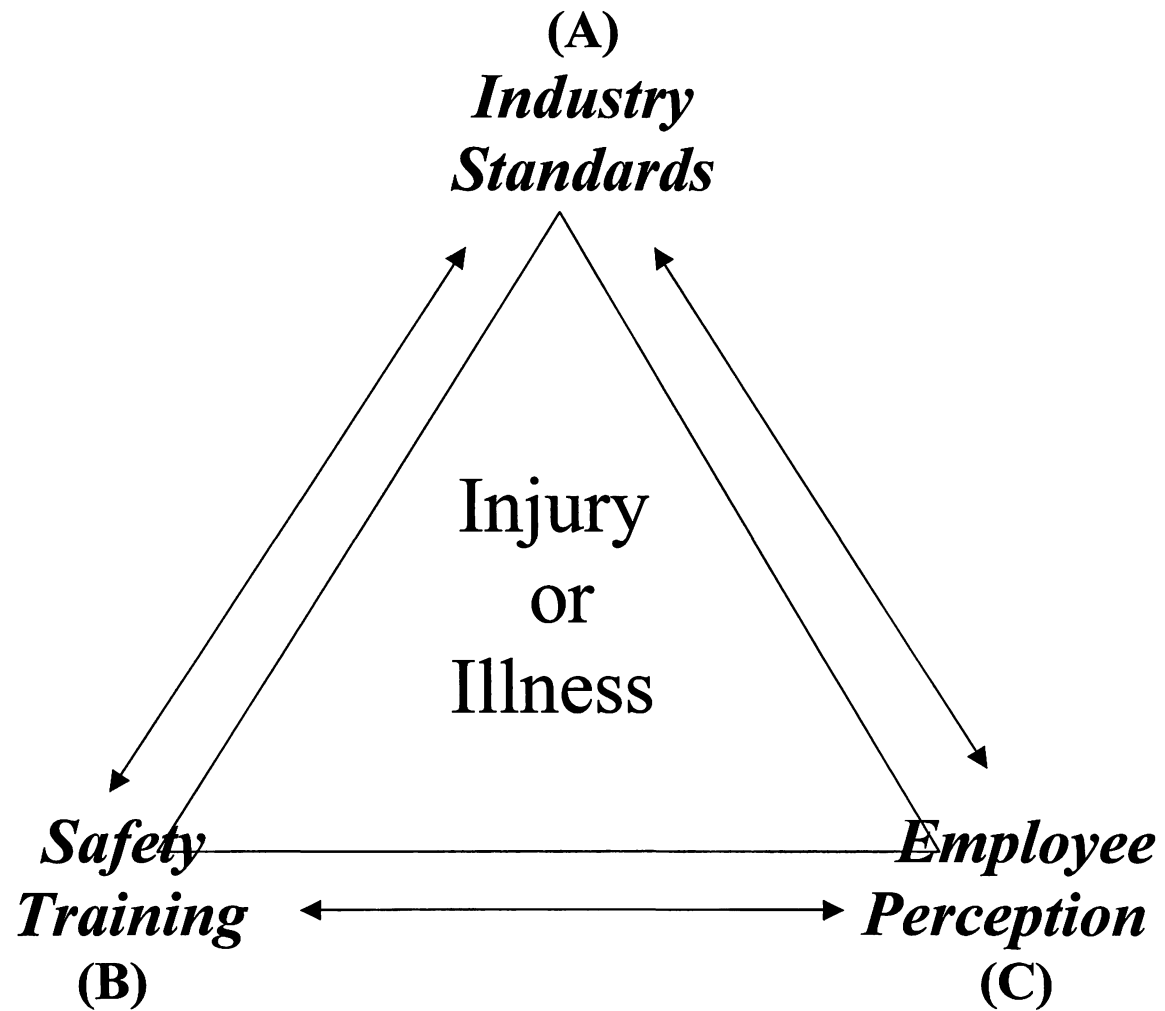 (A)
Industry
Standards
Injury
or
Illness
Safety
Training
(B)
Employee
Perception
(C)